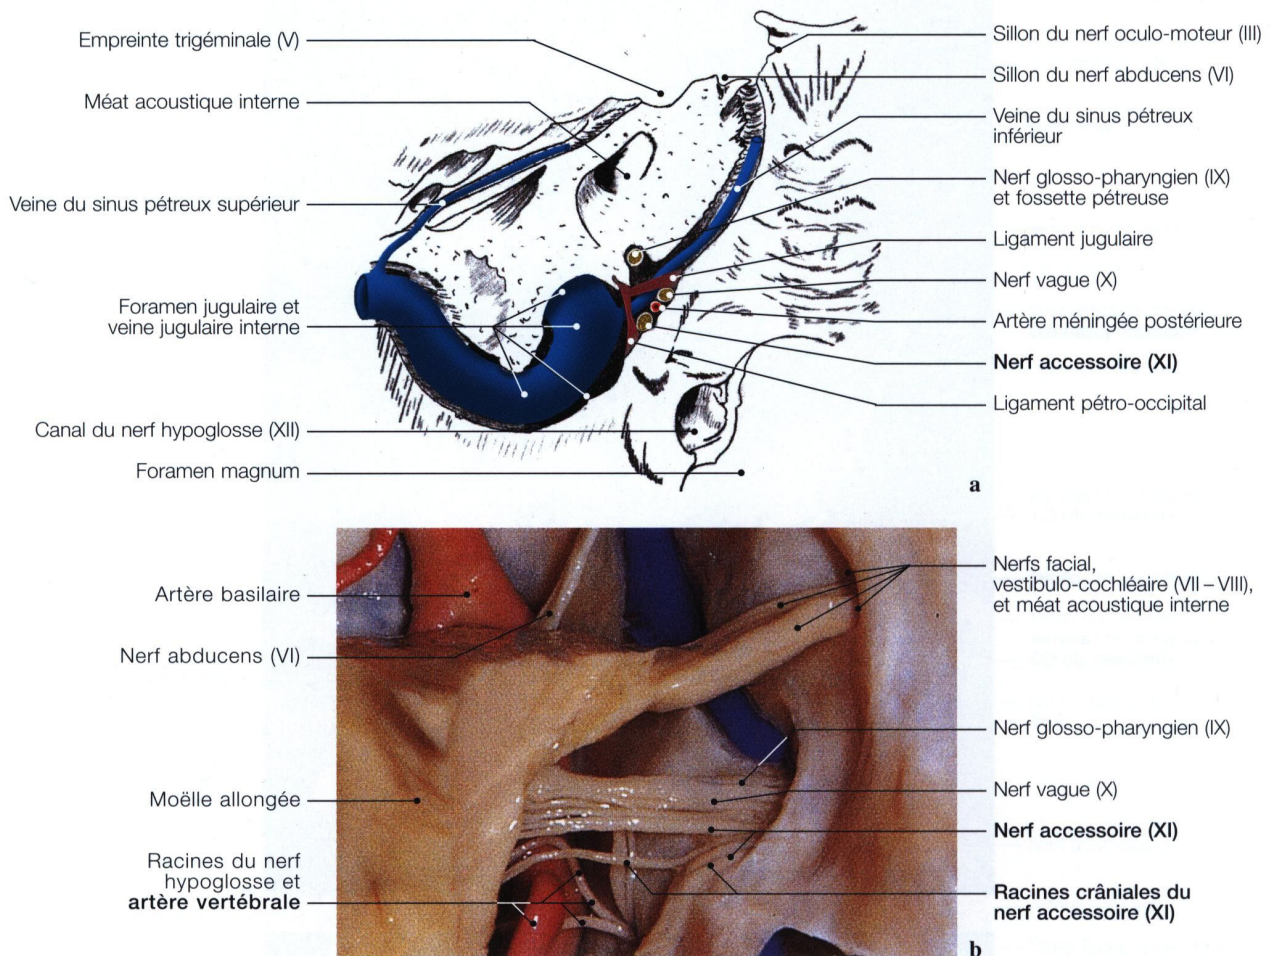 Empreinte trigéminale (V)
Méat acoustique interne
Veine du sinus pétreux supérieur
Foramen jugulaire et
veine jugulaire interne
Canal du nerf hypoglosse (XII)
Foramen magnum
Sillon du nerf oculo-moteur (III)
Sillon du nerf abducens (VI)
Veine du sinus pétreux
inférieur
Nerf glosso-pharyngien (IX)
et fossette pétreuse
Ligament jugulaire
Nerf vague (X)
Artère méningée postérieure
Nerf accessoire (XI)
Ligament pétro-occipital
a
Artère basilaire
Nerf abducens (VI)
Moëlle allongée
Racines du nerf
hypoglosse et
artère vertébrale
Nerfs facial,
vestibulo-cochléaire (VII – VIII),
et méat acoustique interne
Nerf glosso-pharyngien (IX)
Nerf vague (X)
Nerf accessoire (XI)
Racines crâniales du
nerf accessoire (XI)
b